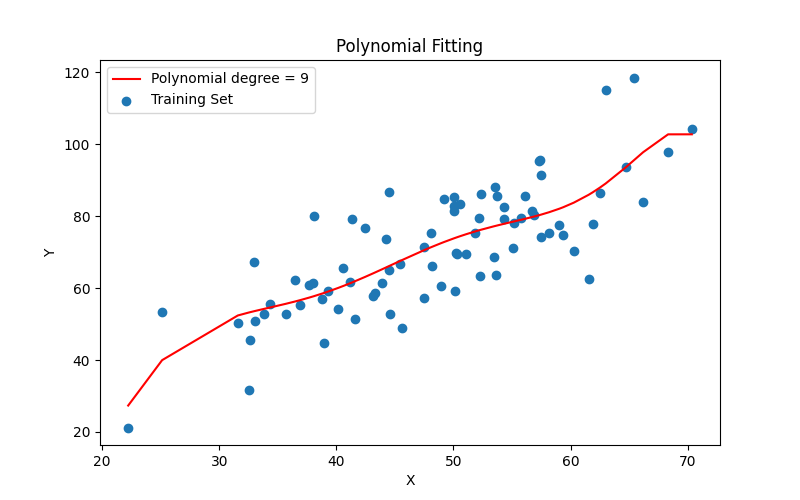 Polynomial Fitting
Polynomial degree = 9
Training Set
120
100
80
60
40
20
Y
20 30 40 50 60 70
X